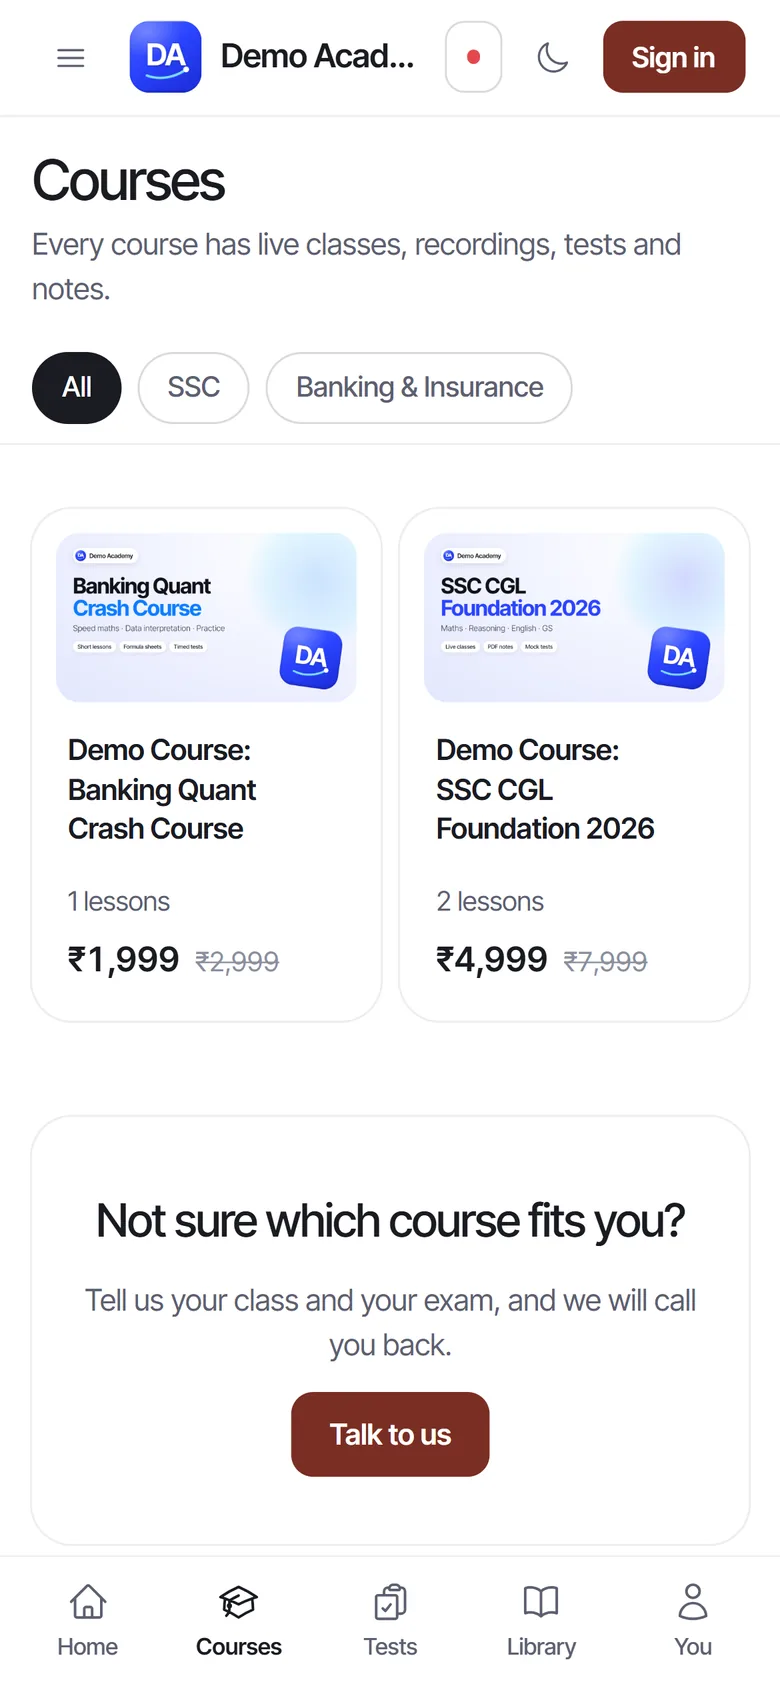 DA
Demo Acad...
Sign in
Courses
Every course has live classes, recordings, tests and
notes.
All
SSC
Banking & Insurance
DA Demo Academy
Banking Quant
Crash Course
Speed maths · Data interpretation · Practice
Short lessons
Formula sheets
Timed tests
DA
Demo Course:
Banking Quant
Crash Course
1 lessons
₹1,999 ₹2,999
DA Demo Academy
SSC CGL
Foundation 2026
Maths · Reasoning · English · GS
Live classes
PDF notes
Mock tests
DA
Demo Course:
SSC CGL
Foundation 2026
2 lessons
₹4,999 ₹7,999
Not sure which course fits you?
Tell us your class and your exam, and we will call
you back.
Talk to us
Home
Courses
Tests
Library
You